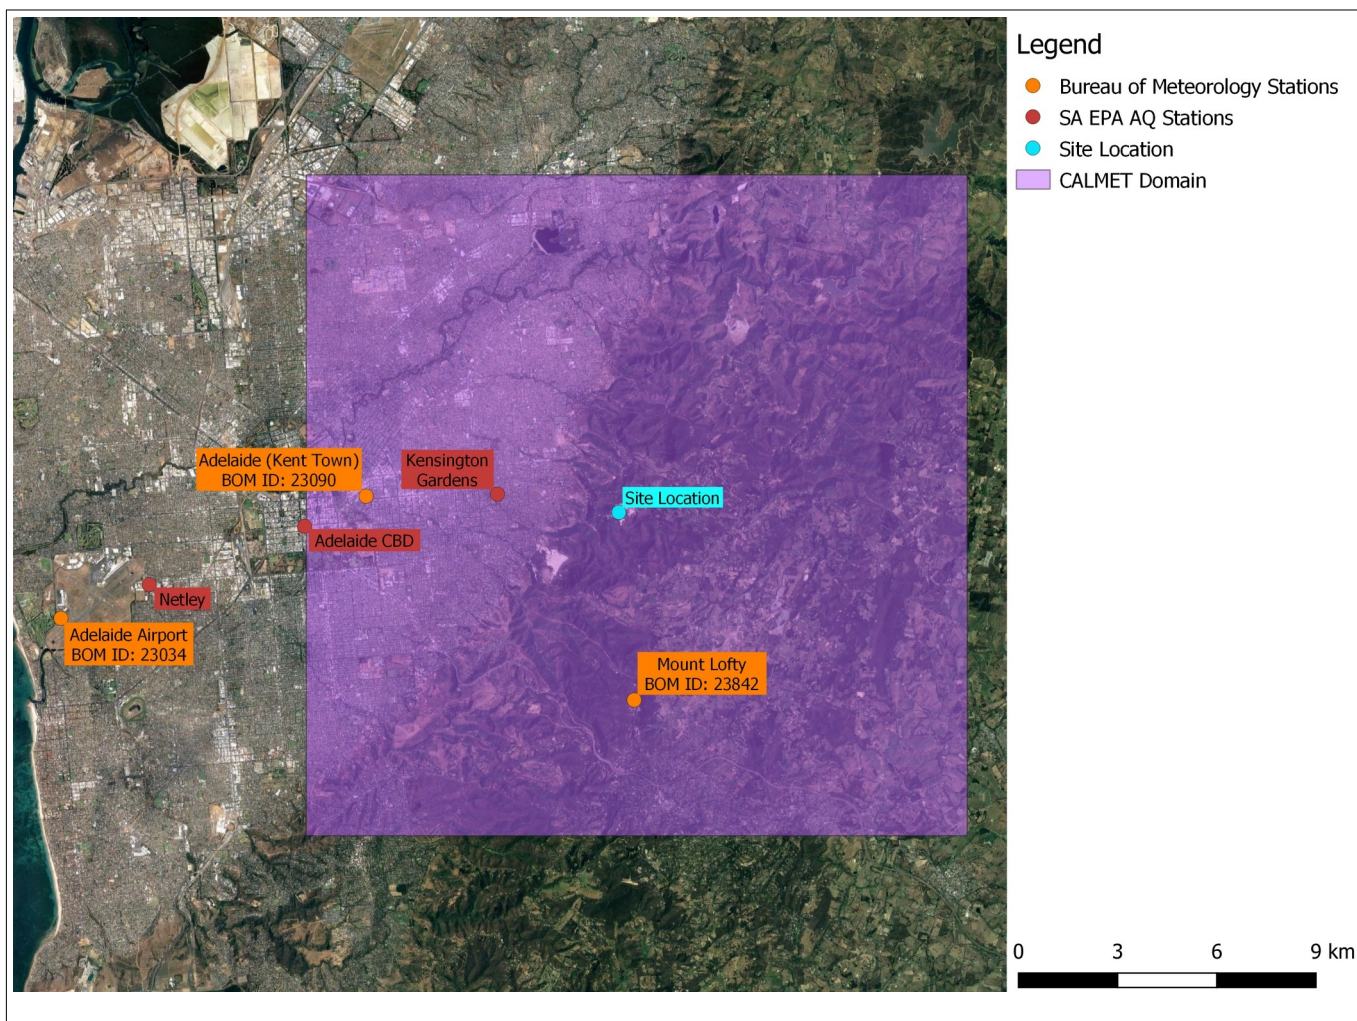 Legend
Bureau of Meteorology Stations
SA EPA AQ Stations
Site Location
CALMET Domain
Adelaide (Kent Town)
BOM ID: 23090
Kensington
Gardens
Site Location
Adelaide CBD
Netley
Adelaide Airport
BOM ID: 23034
Mount Lofty
BOM ID: 23842
0 3 6 9 km